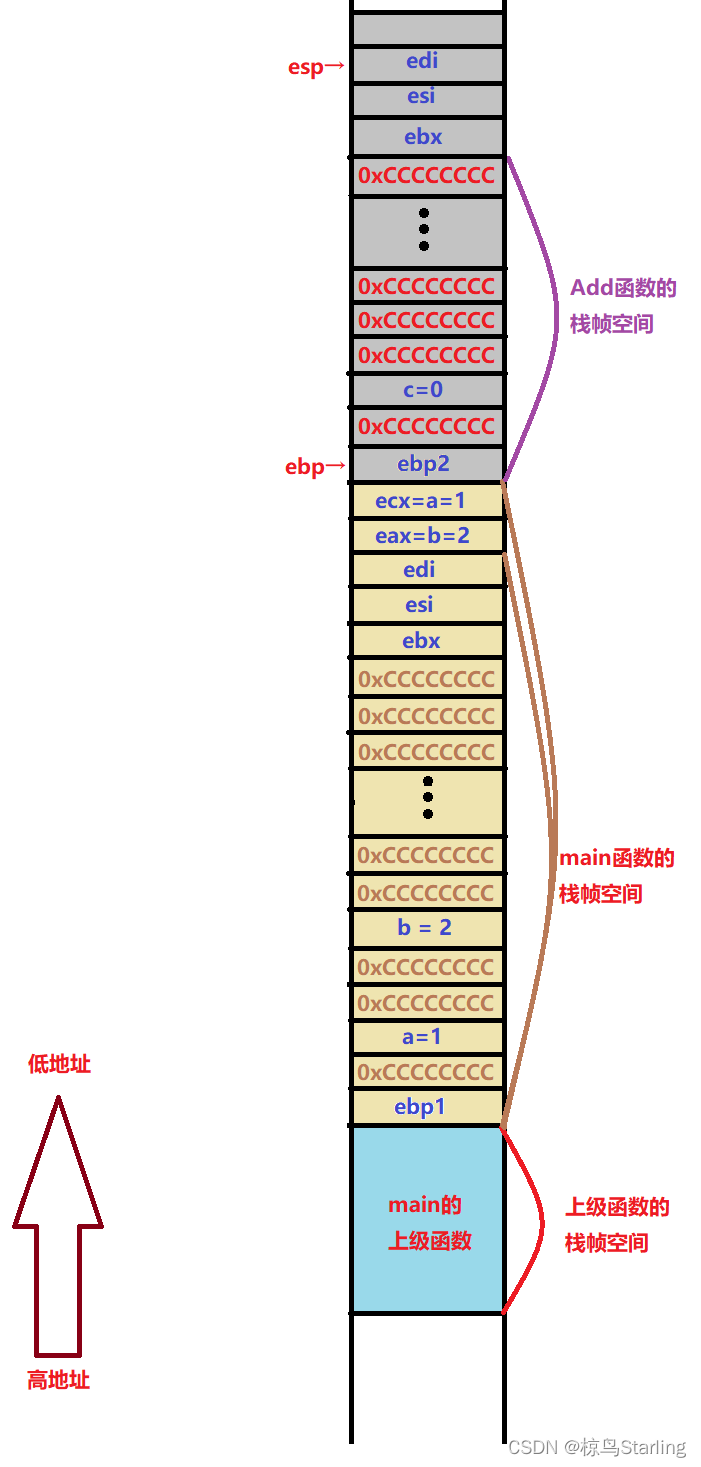 esp→
edi
esi
ebx
0xCCCCCCCC
0xCCCCCCCC
0xCCCCCCCC
0xCCCCCCCC
c=0
0xCCCCCCCC
ebp→
ebp2
Add函数的
栈帧空间
ecx=a=1
eax=b=2
edi
esi
ebx
0xCCCCCCCC
0xCCCCCCCC
0xCCCCCCCC
0xCCCCCCCC
0xCCCCCCCC
b = 2
0xCCCCCCCC
0xCCCCCCCC
a=1
0xCCCCCCCC
ebp1
main函数的
栈帧空间
main的
上级函数
上级函数的
栈帧空间
低地址
高地址
CSDN @椋鸟Starling